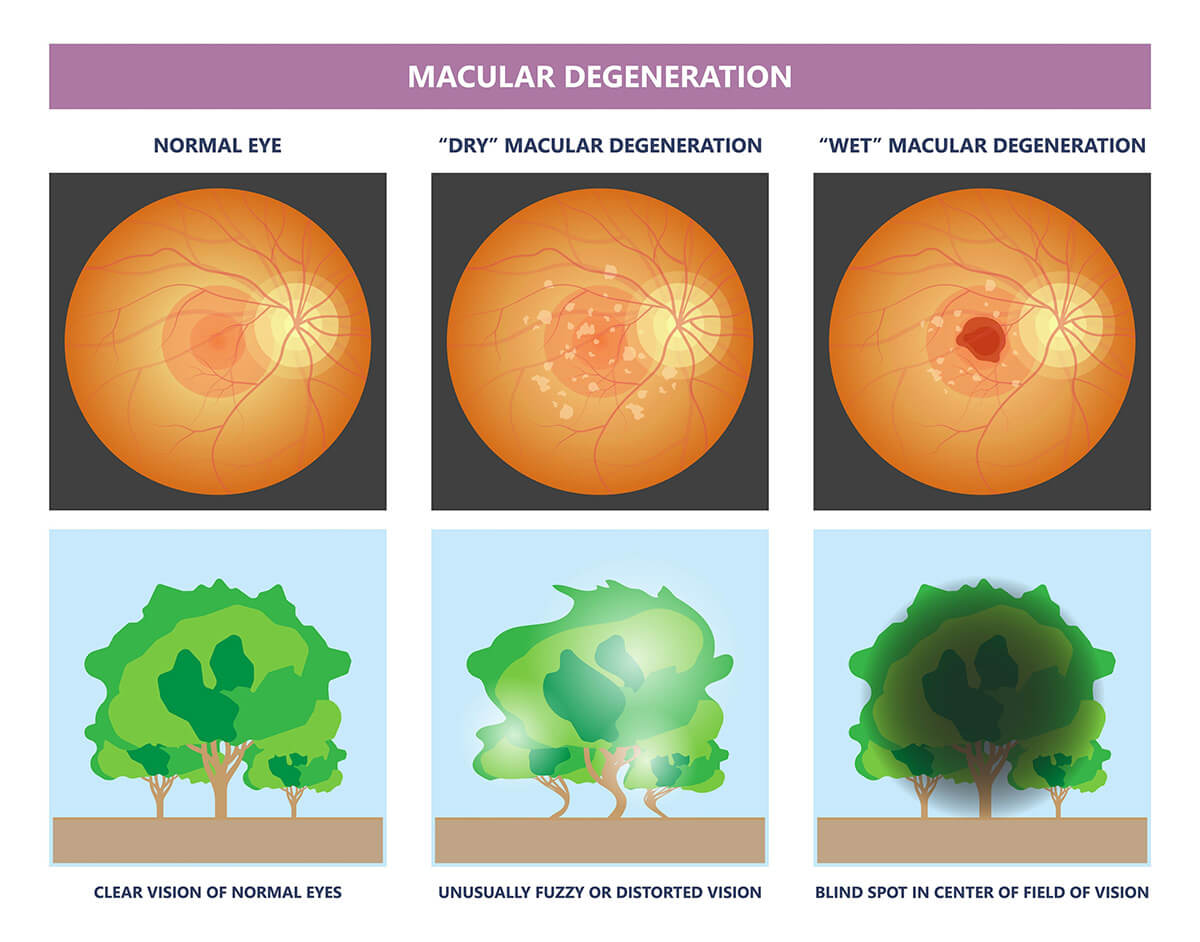 MACULAR DEGENERATION
NORMAL EYE
“DRY” MACULAR DEGENERATION
“WET” MACULAR DEGENERATION
CLEAR VISION OF NORMAL EYES
UNUSUALLY FUZZY OR DISTORTED VISION
BLIND SPOT IN CENTER OF FIELD OF VISION